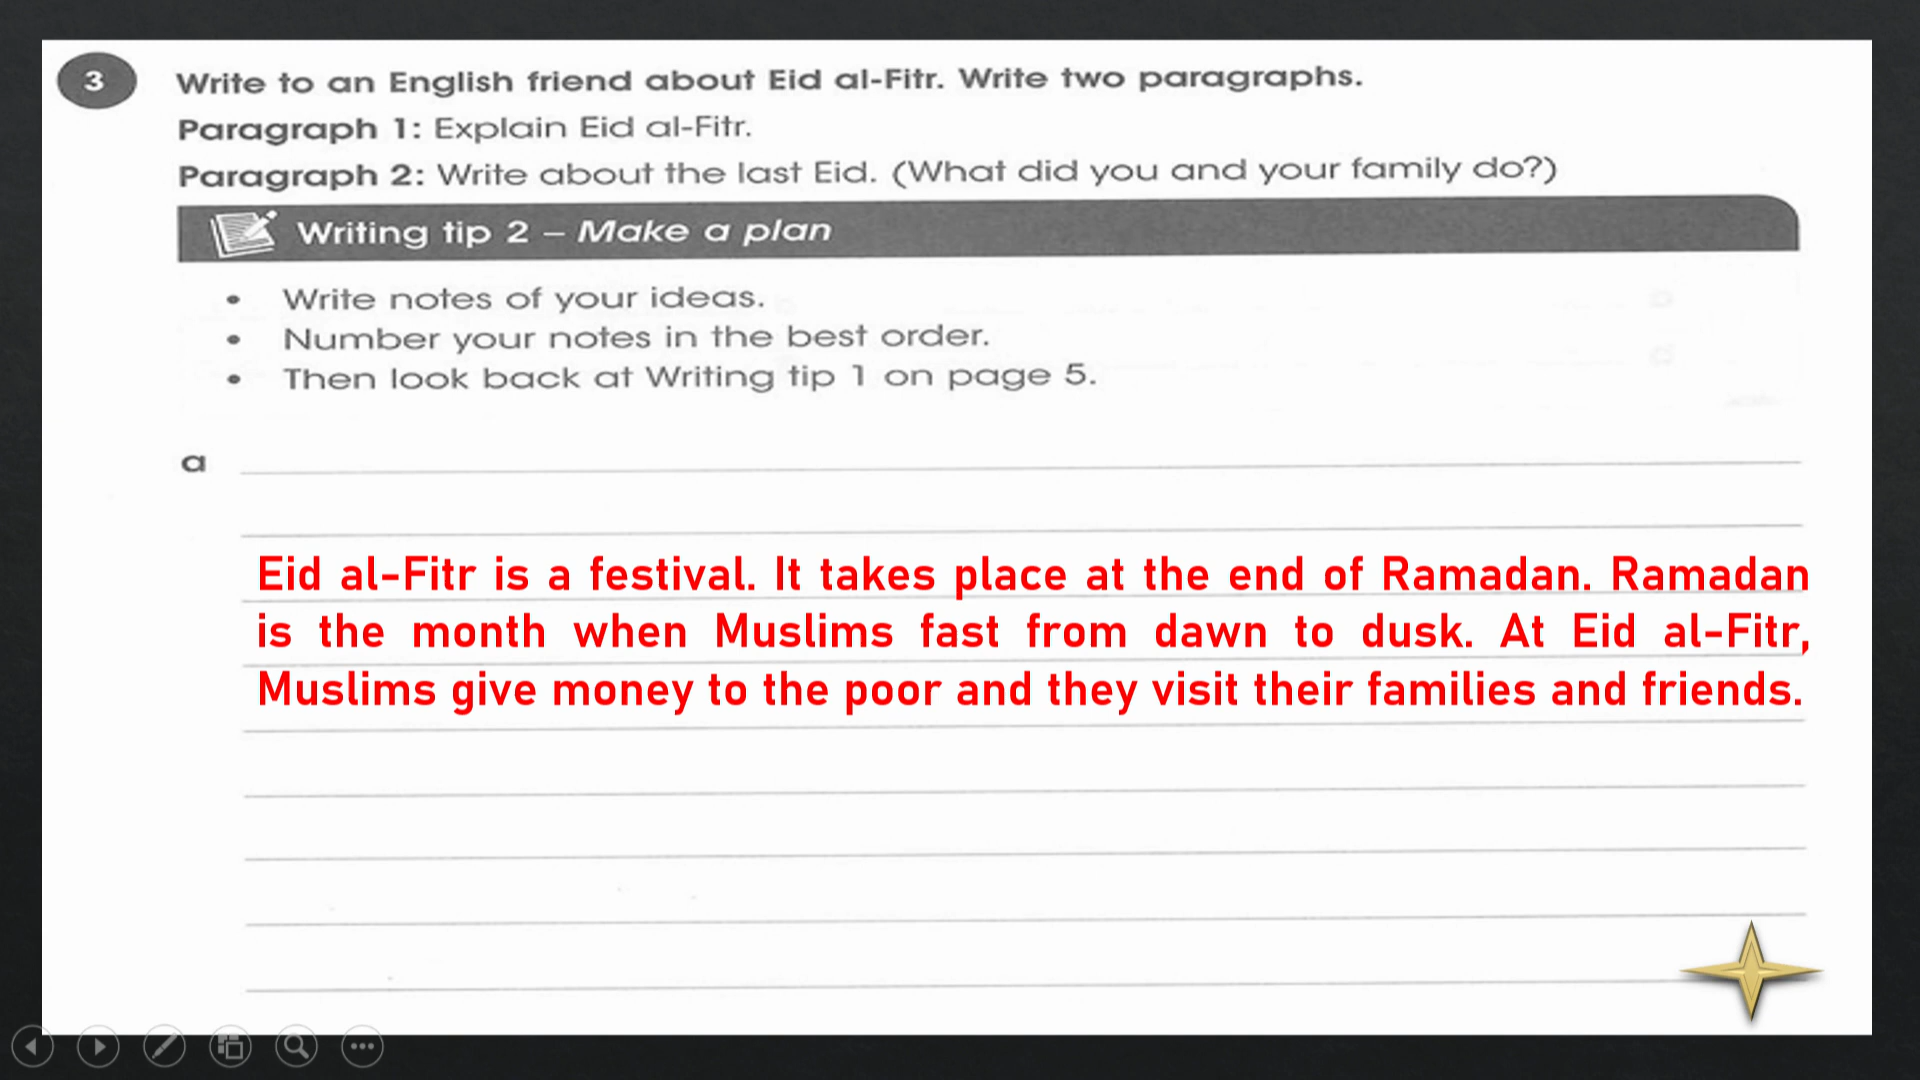 3 Write to an English friend about Eid al-Fitr. Write two paragraphs.
Paragraph 1: Explain Eid al-Fitr.
Paragraph 2: Write about the last Eid. (What did you and your family do?)
Writing tip 2 – Make a plan
• Write notes of your ideas.
• Number your notes in the best order.
• Then look back at Writing tip 1 on page 5.
a
Eid al-Fitr is a festival. It takes place at the end of Ramadan. Ramadan
is the month when Muslims fast from dawn to dusk. At Eid al-Fitr,
Muslims give money to the poor and they visit their families and friends.